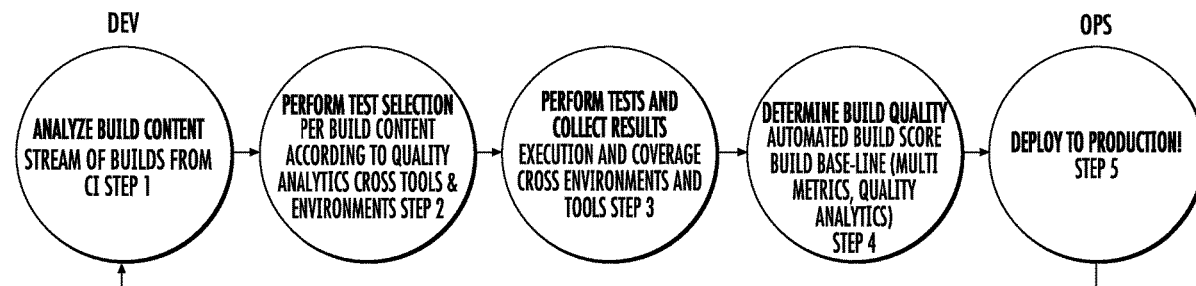 DEV
OPS
ANALYZE BUILD CONTENT
STREAM OF BUILDS FROM
CI STEP 1
PERFORM TEST SELECTION
PER BUILD CONTENT
ACCORDING TO QUALITY
ANALYTICS CROSS TOOLS &
ENVIRONMENTS STEP 2
PERFORM TESTS AND
COLLECT RESULTS
EXECUTION AND COVERAGE
CROSS ENVIRONMENTS AND
TOOLS STEP 3
DETERMINE BUILD QUALITY
AUTOMATED BUILD SCORE
BUILD BASE-LINE (MULTI
METRICS, QUALITY
ANALYTICS)
STEP 4
DEPLOY TO PRODUCTION!
STEP 5